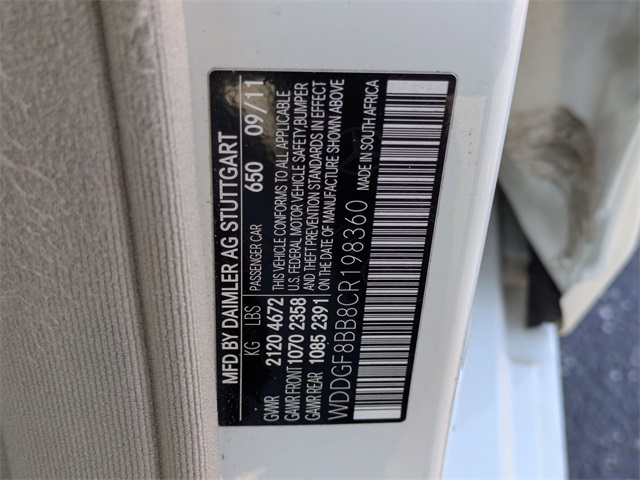 MFD BY DAIMLER AG STUTTGART
KG LBS PASSENGER CAR 650 09/11
GVWR 2120 4672 THIS VEHICLE CONFORMS TO ALL APPLICABLE
GAWR FRONT 1070 2358 U.S. FEDERAL MOTOR VEHICLE SAFETY, BUMPER
GAWR REAR 1085 2391 AND THEFT PREVENTION STANDARDS IN EFFECT
ON THE DATE OF MANUFACTURE SHOWN ABOVE
WDDGF8BB8CR198360 MADE IN SOUTH AFRICA